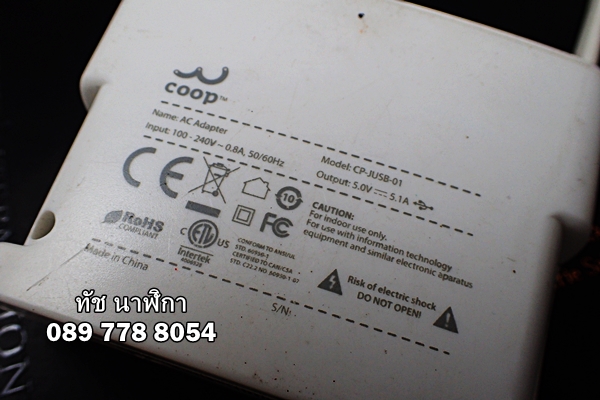 coop™
Name: AC Adapter
Model: CP-JUSB-01
Input: 100 - 240V ~ 0.8A, 50/60Hz
Output: 5.0V 5.1A
CE
10
FC
RoHS
COMPLIANT
C US
Intertek
CONFORM TO ANSI/UL
STD. 60950-1
CERTIFIED TO CAN/CSA
STD. C22.2 NO. 60950-1-07
CAUTION:
For indoor use only.
For use with information technology
equipment and similar electronic aparatus
Risk of electric shock
DO NOT OPEN!
Made in China
S/N:
ทัช นาฬิกา
089 778 8054